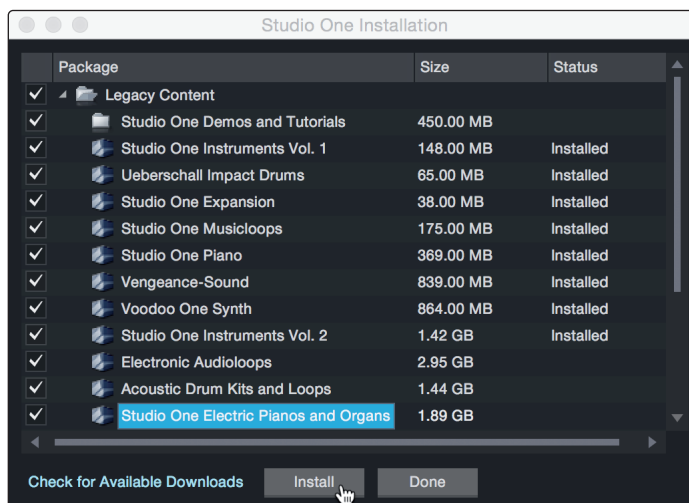 Studio One Installation
Package Size Status
Legacy Content
Studio One Demos and Tutorials 450.00 MB
Studio One Instruments Vol. 1 148.00 MB Installed
Ueberschall Impact Drums 65.00 MB Installed
Studio One Expansion 38.00 MB Installed
Studio One Musicloops 175.00 MB Installed
Studio One Piano 369.00 MB Installed
Vengeance-Sound 839.00 MB Installed
Voodoo One Synth 864.00 MB Installed
Studio One Instruments Vol. 2 1.42 GB Installed
Electronic Audioloops 2.95 GB
Acoustic Drum Kits and Loops 1.44 GB
Studio One Electric Pianos and Organs 1.89 GB
Check for Available Downloads Install Done